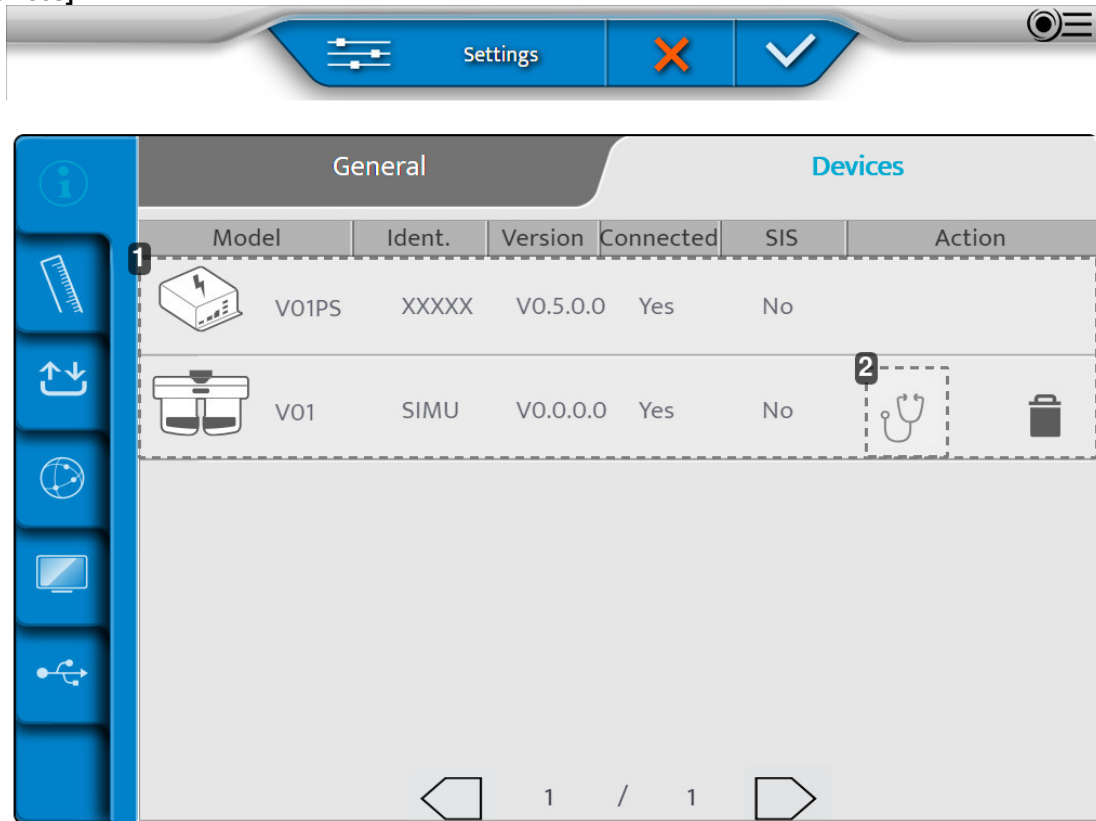 Settings
General Devices
Model Ident. Version Connected SIS Action
1
V01PS XXXXX V0.5.0.0 Yes No
2
V01 SIMU V0.0.0.0 Yes No
1 / 1